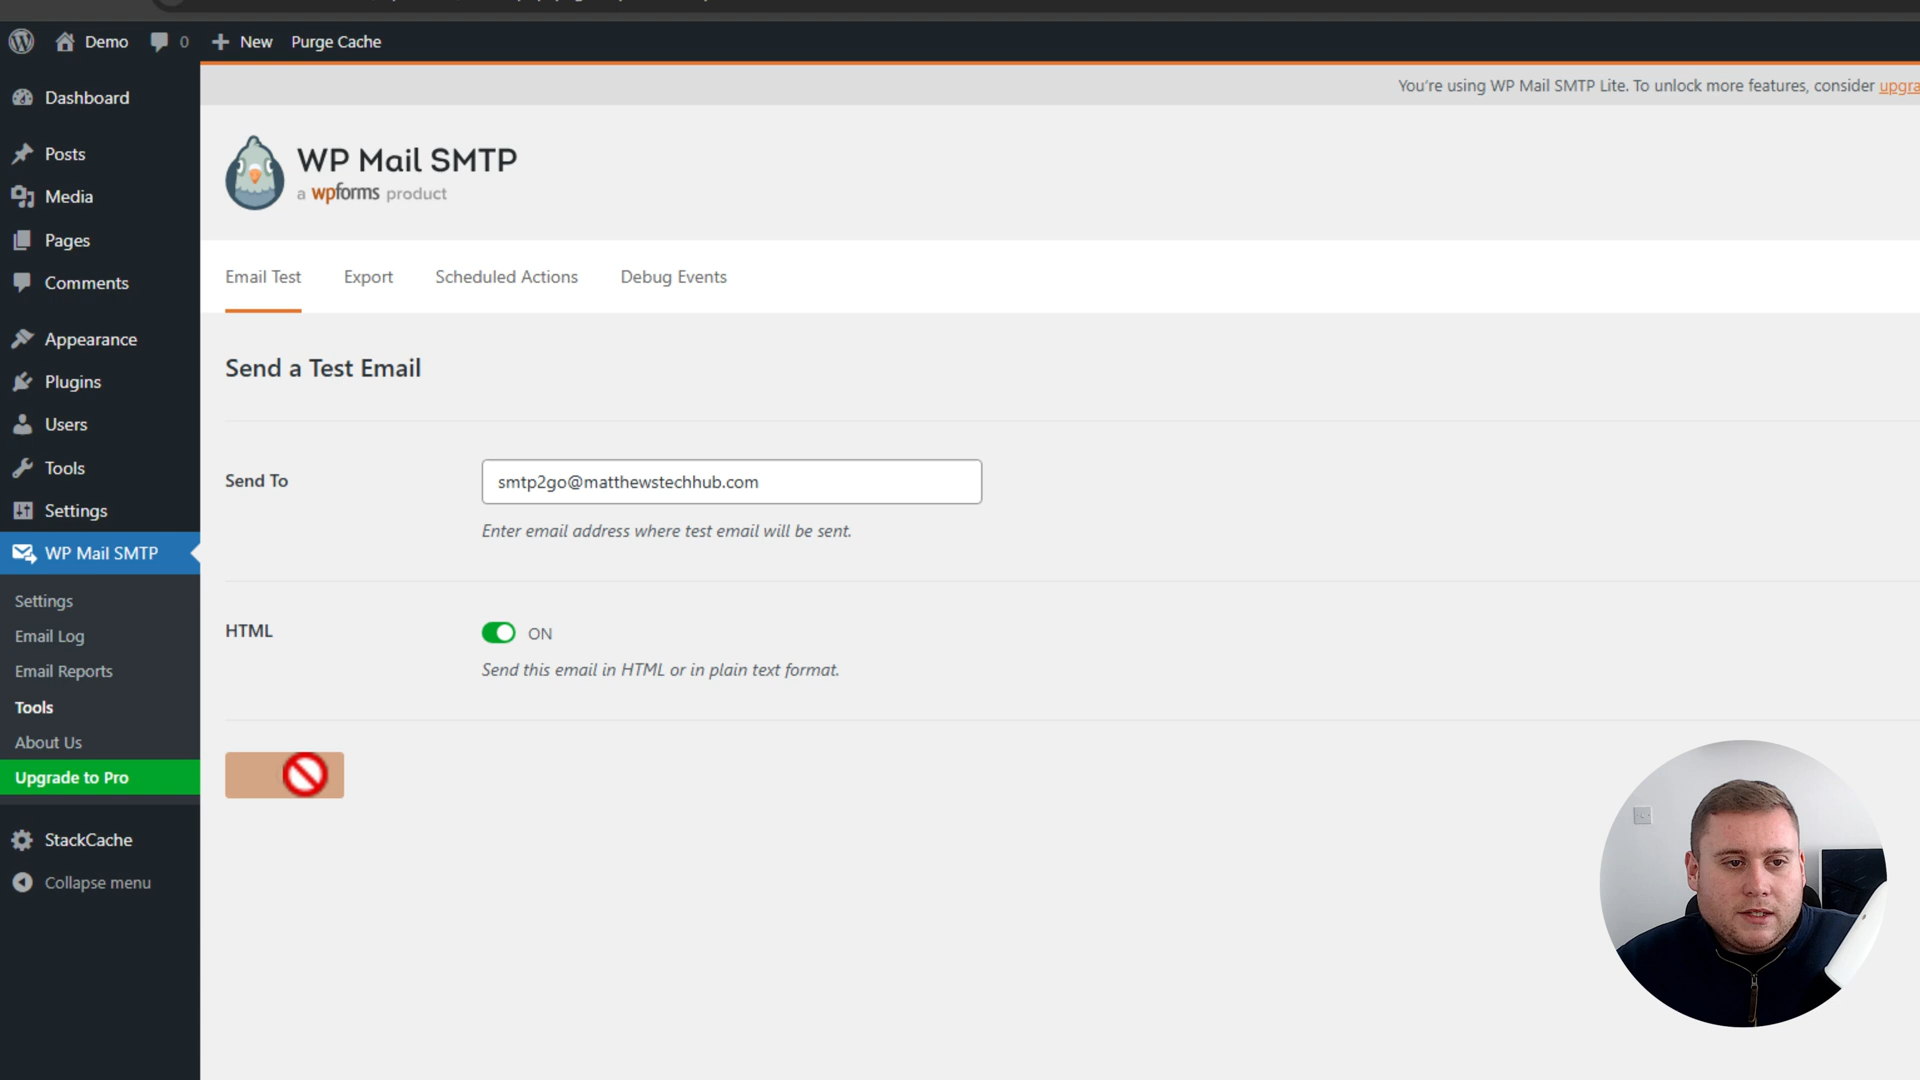 Demo
0
New
Purge Cache
You're using WP Mail SMTP Lite. To unlock more features, consider upgra
Dashboard
Posts
Media
Pages
Comments
Appearance
Plugins
Users
Tools
Settings
WP Mail SMTP
Settings
Email Log
Email Reports
Tools
About Us
Upgrade to Pro
StackCache
Collapse menu
WP Mail SMTP
a wpforms product
Email Test
Export
Scheduled Actions
Debug Events
Send a Test Email
Send To
smtp2go@matthewstechhub.com
Enter email address where test email will be sent.
HTML
ON
Send this email in HTML or in plain text format.